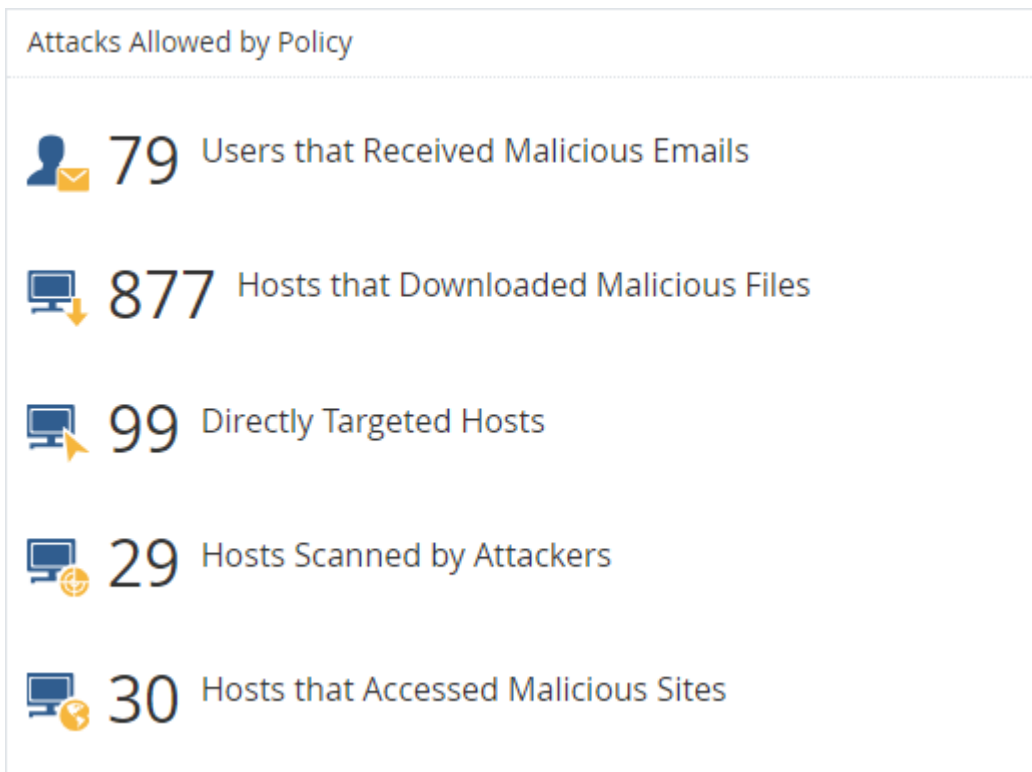 Attacks Allowed by Policy
79 Users that Received Malicious Emails
877 Hosts that Downloaded Malicious Files
99 Directly Targeted Hosts
29 Hosts Scanned by Attackers
30 Hosts that Accessed Malicious Sites